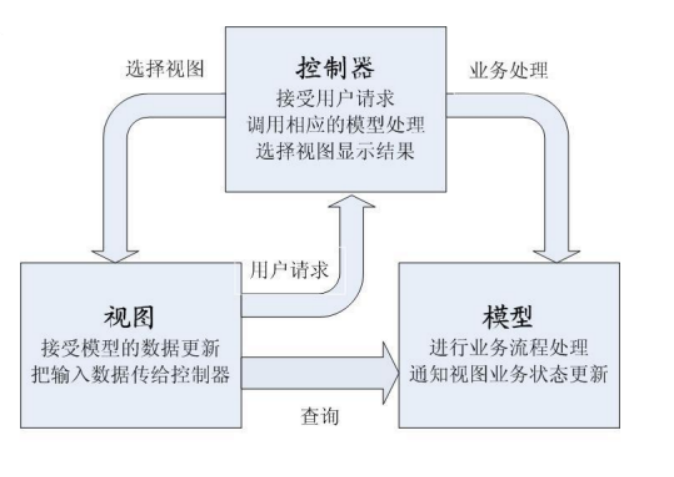 选择视图
控制器
业务处理
接受用户请求
调用相应的模型处理
选择视图显示结果
用户请求
视图
接受模型的数据更新
把输入数据传给控制器
模型
进行业务流程处理
通知视图业务状态更新
查询